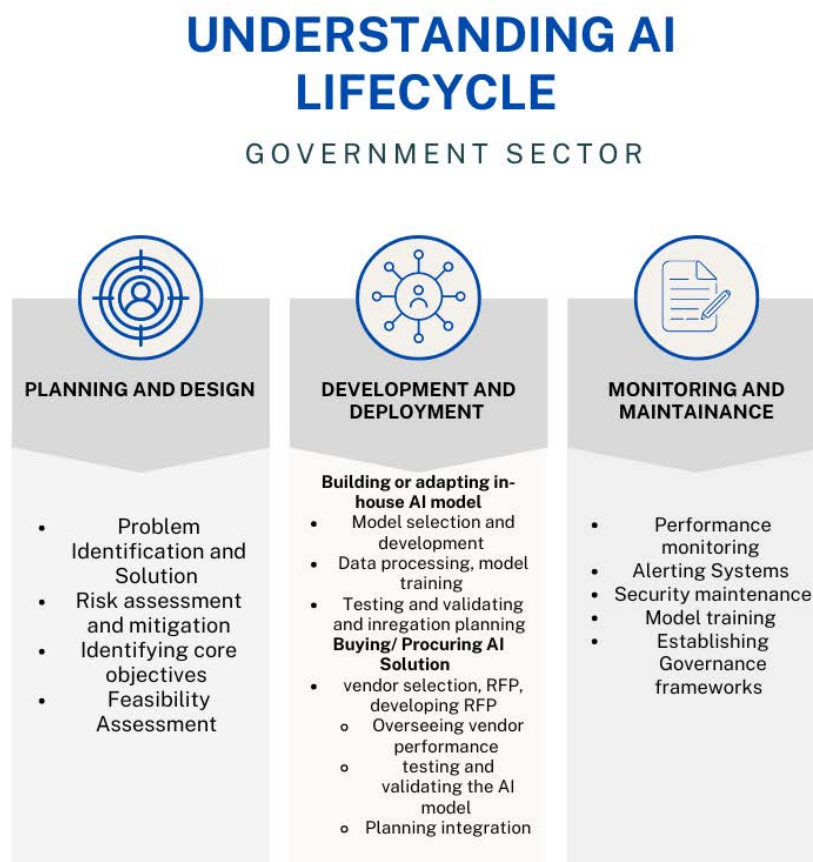 UNDERSTANDING AI
LIFECYCLE
GOVERNMENT SECTOR
PLANNING AND DESIGN
• Problem
Identification and
Solution
• Risk assessment
and mitigation
• Identifying core
objectives
• Feasibility
Assessment
DEVELOPMENT AND
DEPLOYMENT
Building or adapting in-
house AI model
• Model selection and
development
• Data processing, model
training
• Testing and validating
and inregation planning
Buying/ Procuring AI
Solution
• vendor selection, RFP,
developing RFP
○ Overseeing vendor
performance
○ testing and
validating the AI
model
○ Planning integration
MONITORING AND
MAINTAINANCE
• Performance
monitoring
• Alerting Systems
• Security maintenance
• Model training
• Establishing
Governance
frameworks